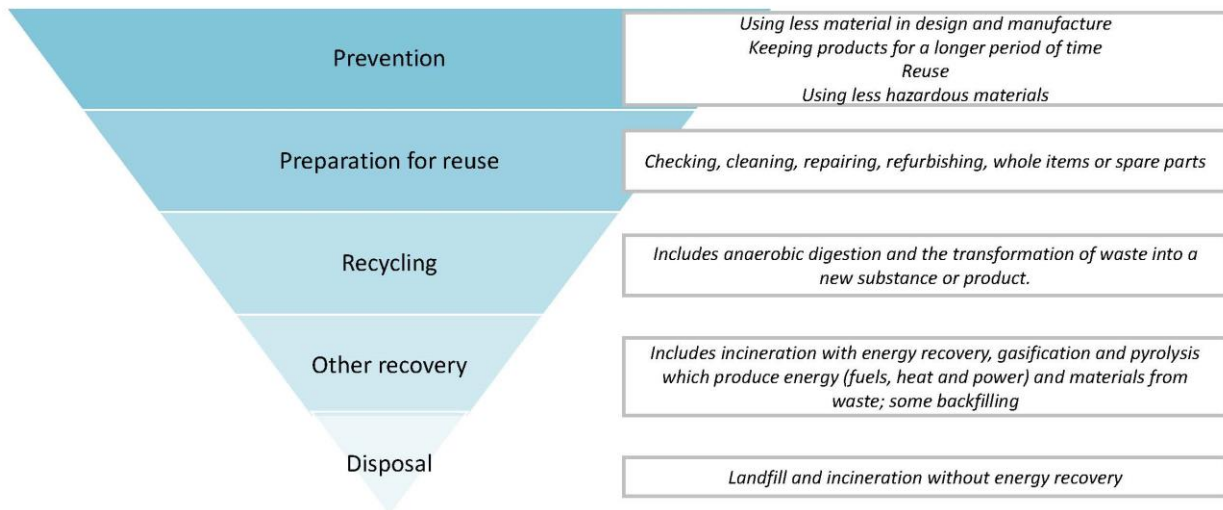 Prevention
Using less material in design and manufacture
Keeping products for a longer period of time
Reuse
Using less hazardous materials
Preparation for reuse
Checking, cleaning, repairing, refurbishing, whole items or spare parts
Recycling
Includes anaerobic digestion and the transformation of waste into a
new substance or product.
Other recovery
Includes incineration with energy recovery, gasification and pyrolysis
which produce energy (fuels, heat and power) and materials from
waste; some backfilling
Disposal
Landfill and incineration without energy recovery